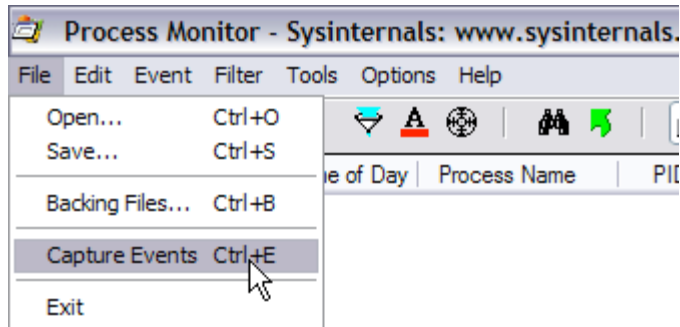 Process Monitor - Sysinternals: www.sysinternals.
File Edit Event Filter Tools Options Help
Open... Ctrl+O
Save... Ctrl+S
of Day Process Name
Backing Files... Ctrl+B
Capture Events Ctrl+E
Exit